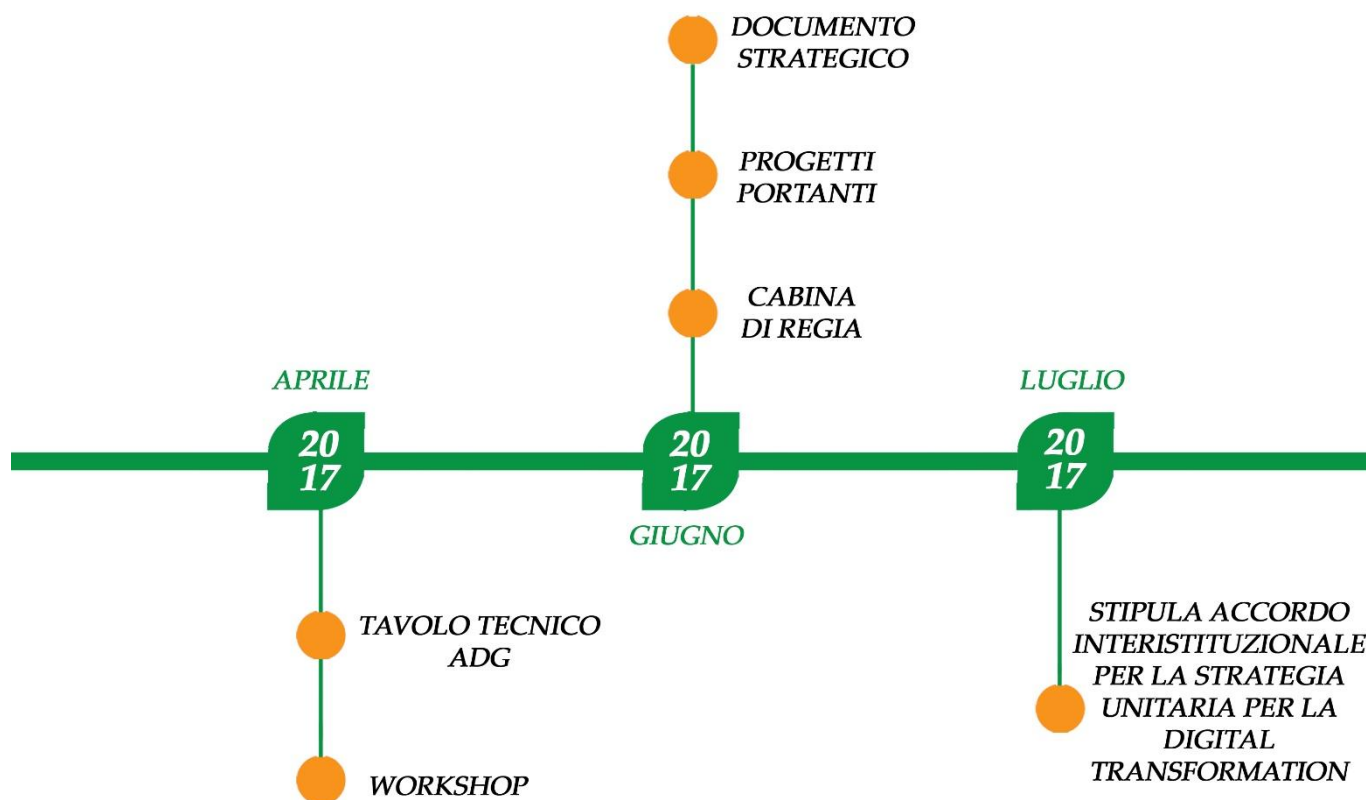 DOCUMENTO
STRATEGICO
PROGETTI
PORTANTI
CABINA
DI REGIA
APRILE
20
17
TAVOLO TECNICO
ADG
WORKSHOP
20
17
GIUGNO
LUGLIO
20
17
STIPULA ACCORDO
INTERISTITUZIONALE
PER LA STRATEGIA
UNITARIA PER LA
DIGITAL
TRANSFORMATION